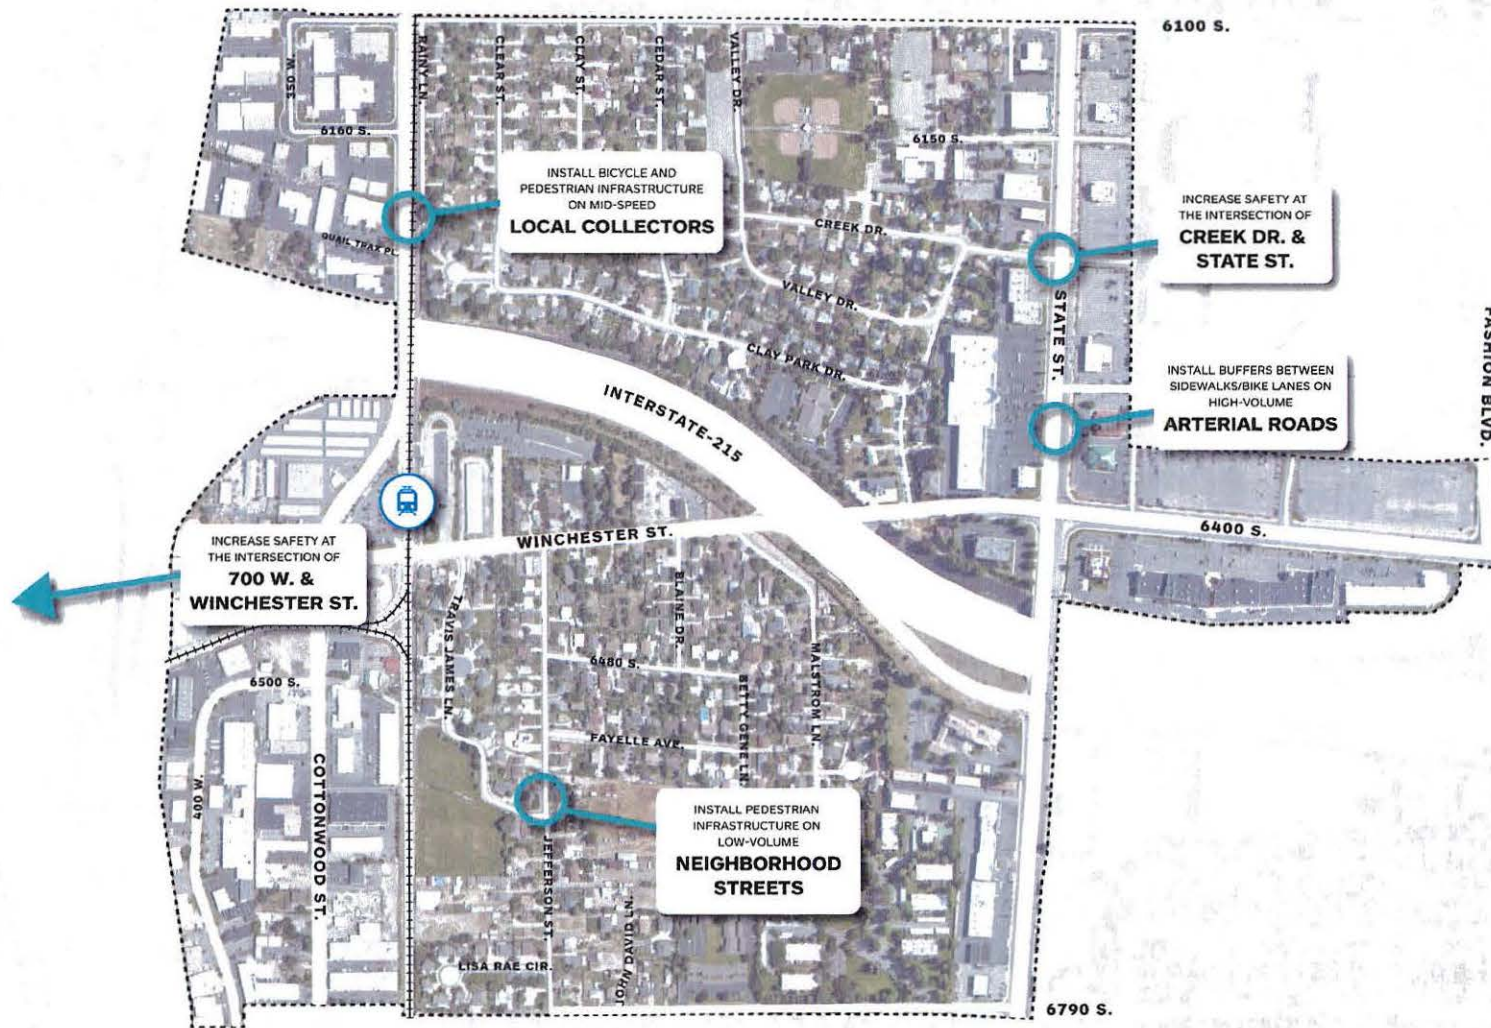 6100 S.
RAINY LN.
CLEAR ST.
CLAY ST.
CEDAR ST.
VALLEY DR.
350 W.
6160 S.
6150 S.
INSTALL BICYCLE AND
PEDESTRIAN INFRASTRUCTURE
ON MID-SPEED
LOCAL COLLECTORS
INCREASE SAFETY AT
THE INTERSECTION OF
CREEK DR. &
STATE ST.
QUAIL TRAX PL.
CREEK DR.
VALLEY DR.
STATE ST.
FASHION BLVD.
CLAY PARK DR.
INSTALL BUFFERS BETWEEN
SIDEWALKS/BIKE LANES ON
HIGH-VOLUME
ARTERIAL ROADS
INTERSTATE-215
WINCHESTER ST.
6400 S.
INCREASE SAFETY AT
THE INTERSECTION OF
700 W. &
WINCHESTER ST.
TRAVIS JAMES LN.
BLAINE DR.
MALSTROM LN.
6480 S.
6500 S.
BETTY GENE LN.
FAYELLE AVE.
400 W.
COTTONWOOD ST.
INSTALL PEDESTRIAN
INFRASTRUCTURE ON
LOW-VOLUME
NEIGHBORHOOD
STREETS
JEFFERSON ST.
JOHN DAVID LN.
LISA RAE CIR.
6790 S.